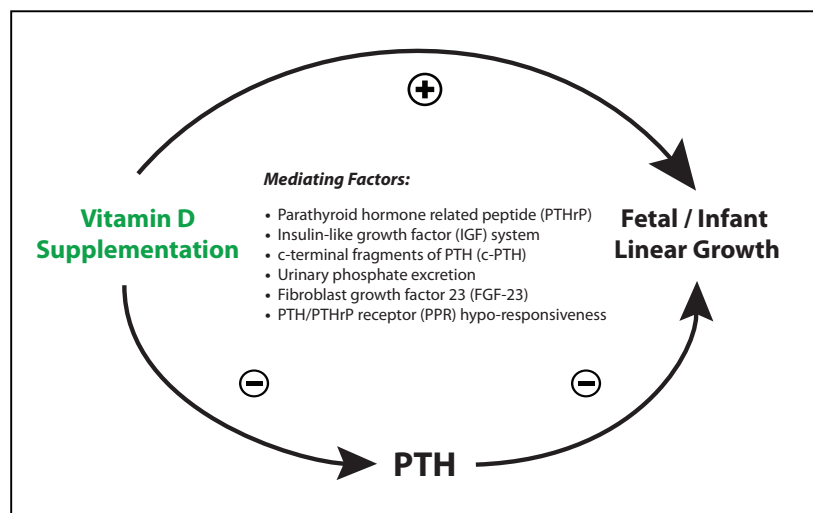 +
Mediating Factors:
Vitamin D
Supplementation
• Parathyroid hormone related peptide (PTHrP)
• Insulin-like growth factor (IGF) system
• c-terminal fragments of PTH (c-PTH)
• Urinary phosphate excretion
• Fibroblast growth factor 23 (FGF-23)
• PTH/PTHrP receptor (PPR) hypo-responsiveness
Fetal / Infant
Linear Growth
−
−
PTH